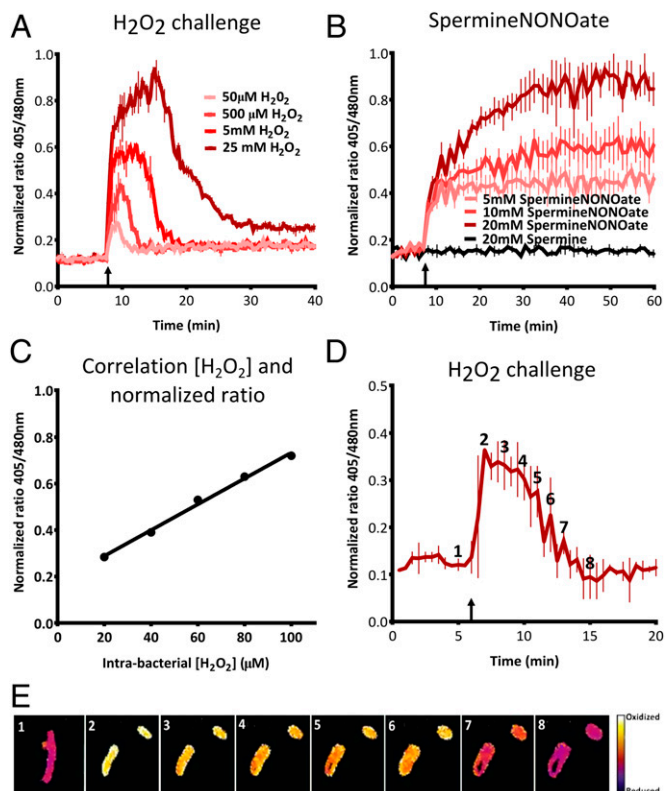 A
H₂O₂ challenge
Normalized ratio 405/480nm
1.0
0.8
0.6
0.4
0.2
0.0
50µM H₂0₂
500 µM H₂O₂
5mM H₂O₂
25 mM H₂O₂
0 10 20 30 40
Time (min)
B
SpermineNONOate
Normalized ratio 405/480nm
1.0
0.8
0.6
0.4
0.2
0.0
5mM SpermineNONOate
10mM SpermineNONOate
20mM SpermineNONOate
20mM Spermine
0 10 20 30 40 50 60
Time (min)
C
Correlation [H₂O₂] and
normalized ratio
Normalized ratio 405/480nm
1.0
0.8
0.6
0.4
0.2
0.0
0 20 40 60 80 100
Intra-bacterial [H₂O₂] (µM)
D
H₂O₂ challenge
Normalized ratio 405/480nm
0.5
0.4
0.3
0.2
0.1
0.0
1 2 3 4 5 6 7 8
0 5 10 15 20
Time (min)
E
1 2 3 4 5 6 7 8
Oxidized
Reduced